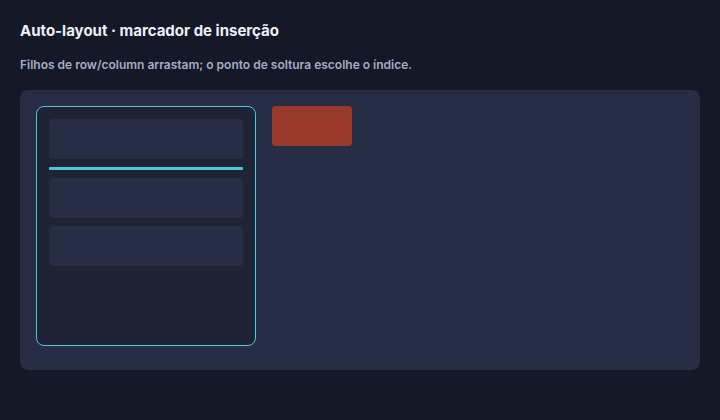 Auto-layout · marcador de inserção
Filhos de row/column arrastam; o ponto de soltura escolhe o índice.